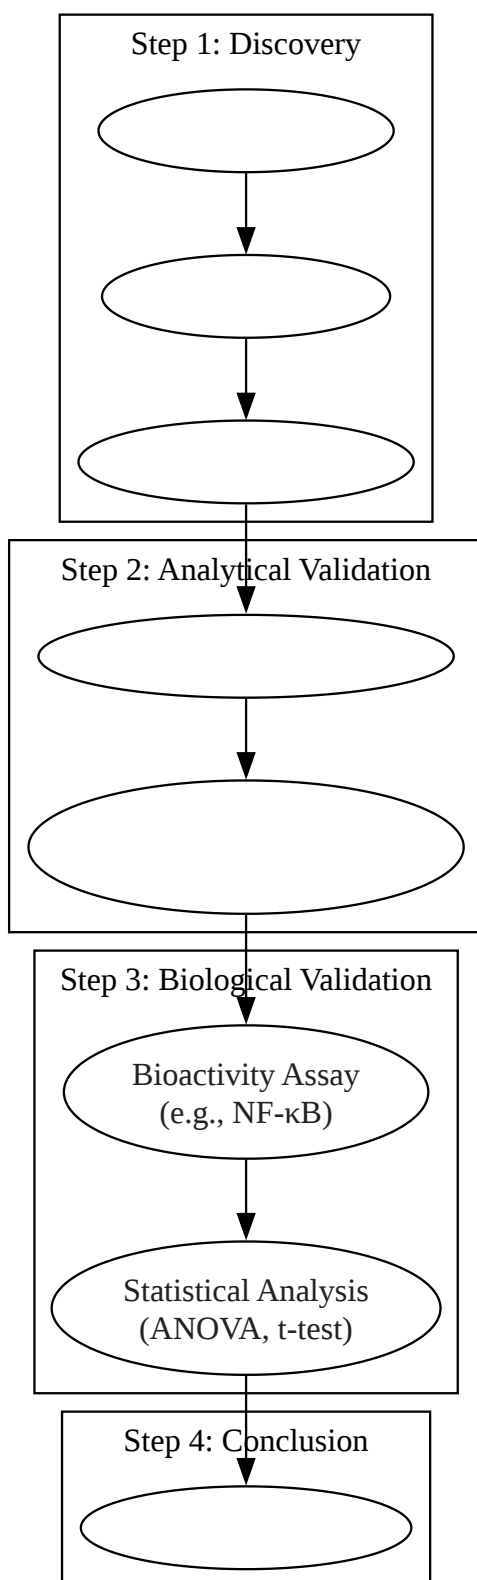 Step 1: Discovery
Step 2: Analytical Validation
Step 3: Biological Validation
Bioactivity Assay
(e.g., NF-κB)
Statistical Analysis
(ANOVA, t-test)
Step 4: Conclusion